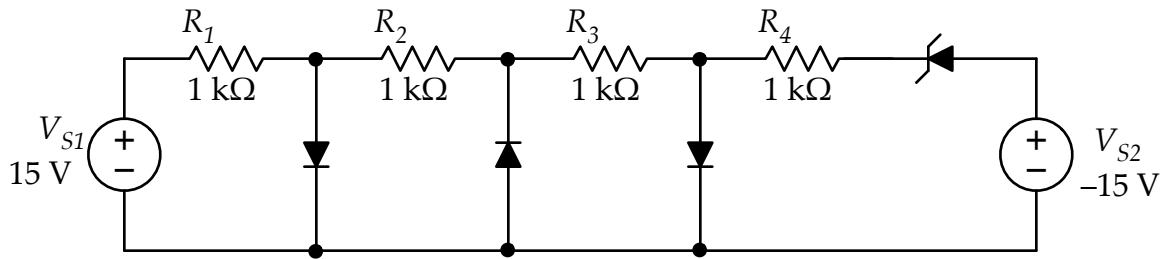 R1 R2 R3 R4
1 kΩ 1 kΩ 1 kΩ 1 kΩ
VS1 + + VS2
15 V − − –15 V